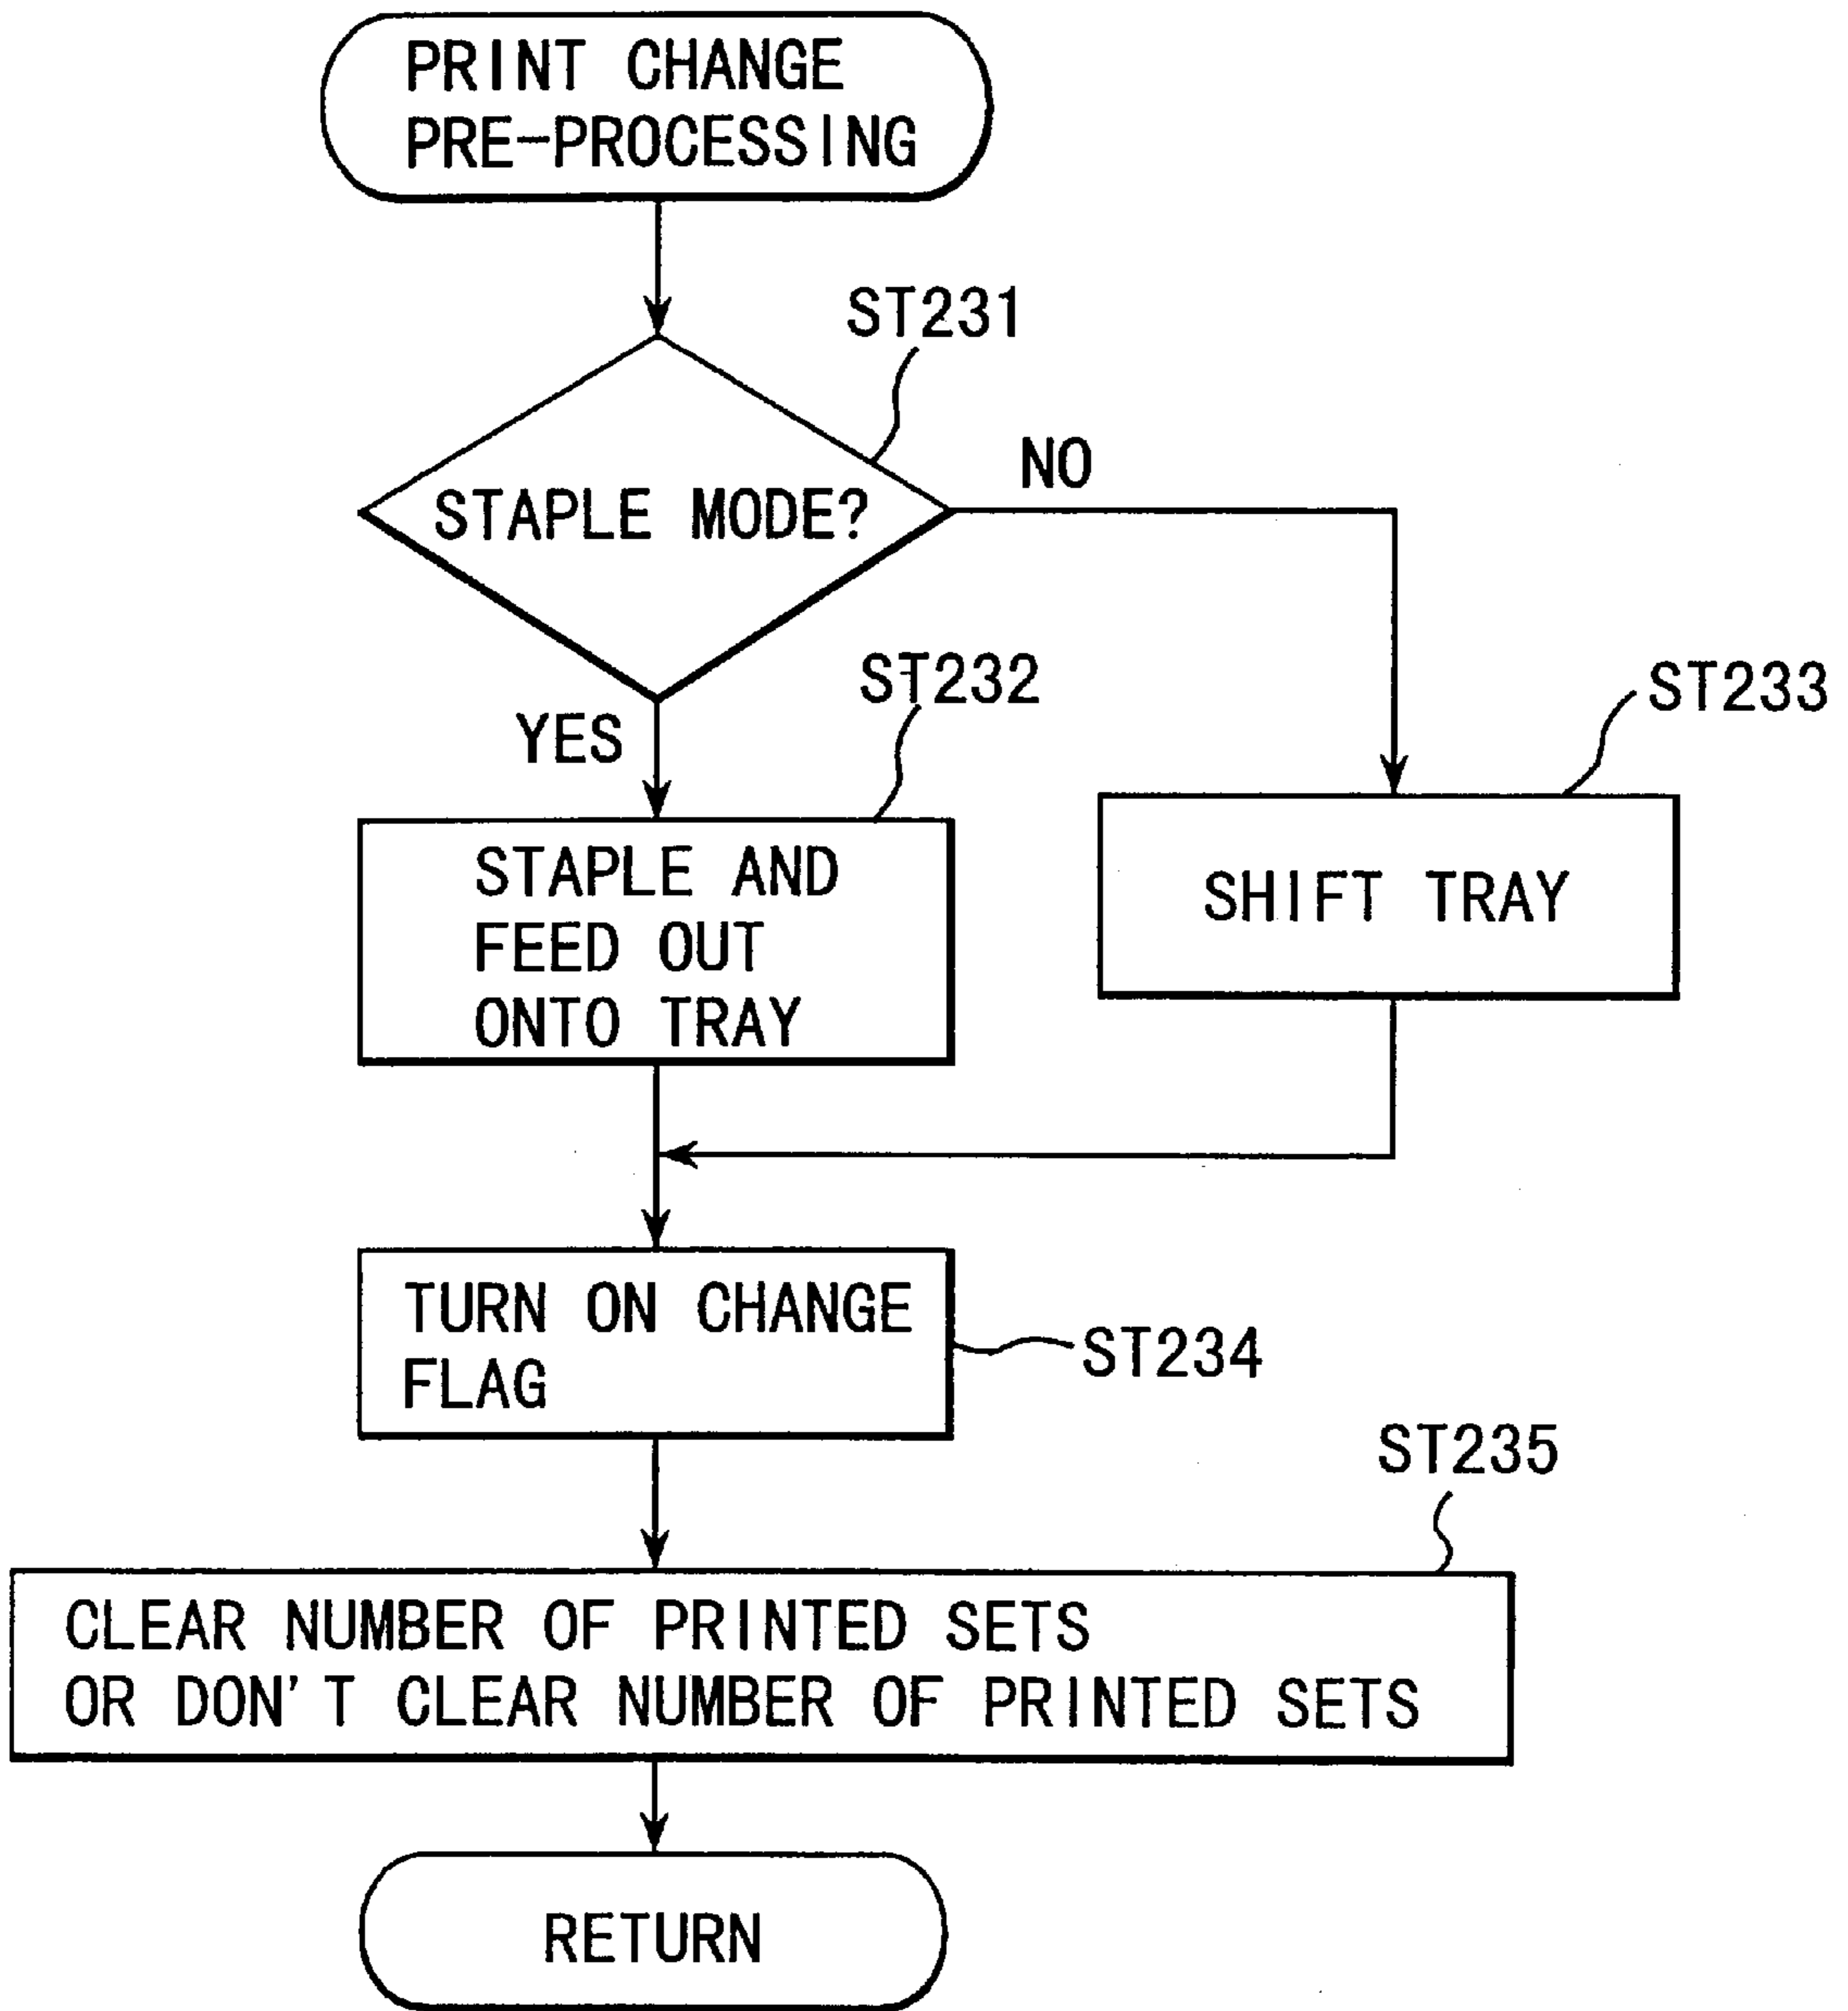 PRINT CHANGE
PRE-PROCESSING
ST231
STAPLE MODE?
NO
YES
ST232
ST233
STAPLE AND
FEED OUT
ONTO TRAY
SHIFT TRAY
TURN ON CHANGE
FLAG
ST234
ST235
CLEAR NUMBER OF PRINTED SETS
OR DON'T CLEAR NUMBER OF PRINTED SETS
RETURN